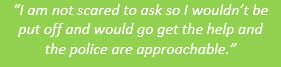 “I am not scared to ask so I wouldn’t be
put off and would go get the help and
the police are approachable.”